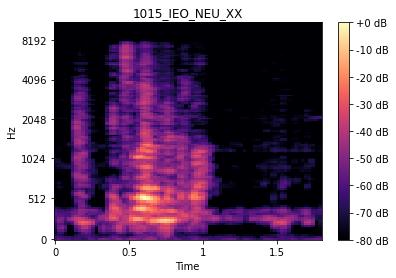 1015_IEO_NEU_XX
+0 dB
8192
-10 dB
4096
-20 dB
-30 dB
2048
Hz
-40 dB
1024
-50 dB
512
-60 dB
-70 dB
0
-80 dB
0
0.5
1
1.5
Time